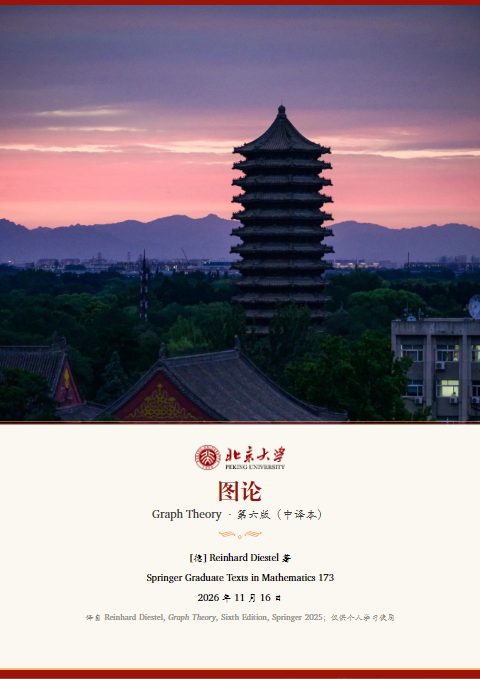 北京大学
PEKING UNIVERSITY
图论
Graph Theory · 第六版（中译本）
[德] Reinhard Diestel 著
Springer Graduate Texts in Mathematics 173
2026 年 11 月 16 日
译自 Reinhard Diestel, Graph Theory, Sixth Edition, Springer 2025；仅供个人学习使用